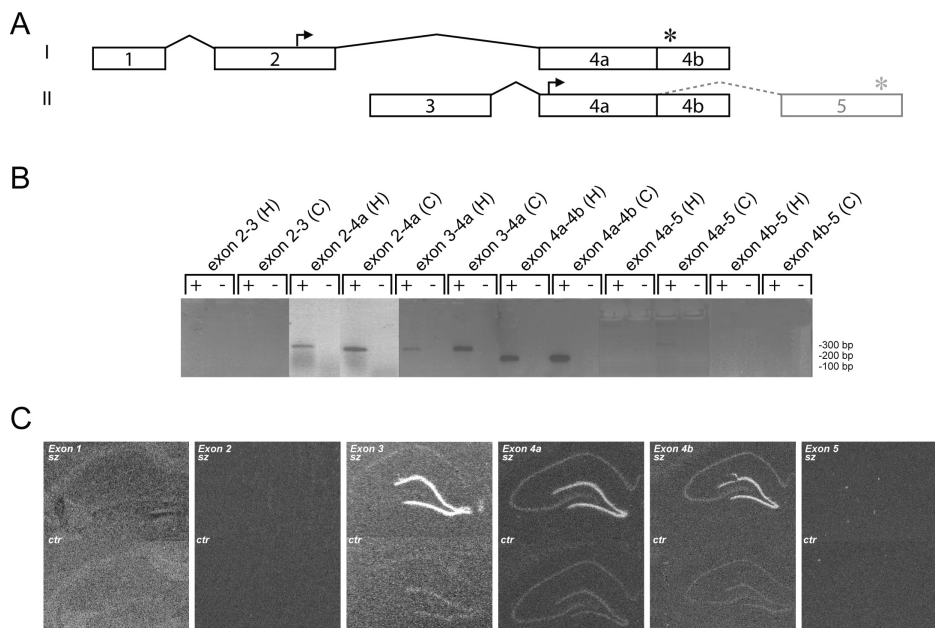 A
I
1 2 4a 4b *
II
3 4a 4b 5 *
B
exon 2-3 (H) exon 2-3 (C) exon 2-4a (H) exon 2-4a (C) exon 3-4a (H) exon 3-4a (C) exon 4a-4b (H) exon 4a-4b (C) exon 4a-5 (H) exon 4a-5 (C) exon 4b-5 (H) exon 4b-5 (C)
+ - + - + - + - + - + - + - + - + - + - + - + -
-300 bp
-200 bp
-100 bp
C
Exon 1 Exon 2 Exon 3 Exon 4a Exon 4b Exon 5
sz sz sz sz sz sz
ctr ctr ctr ctr ctr ctr